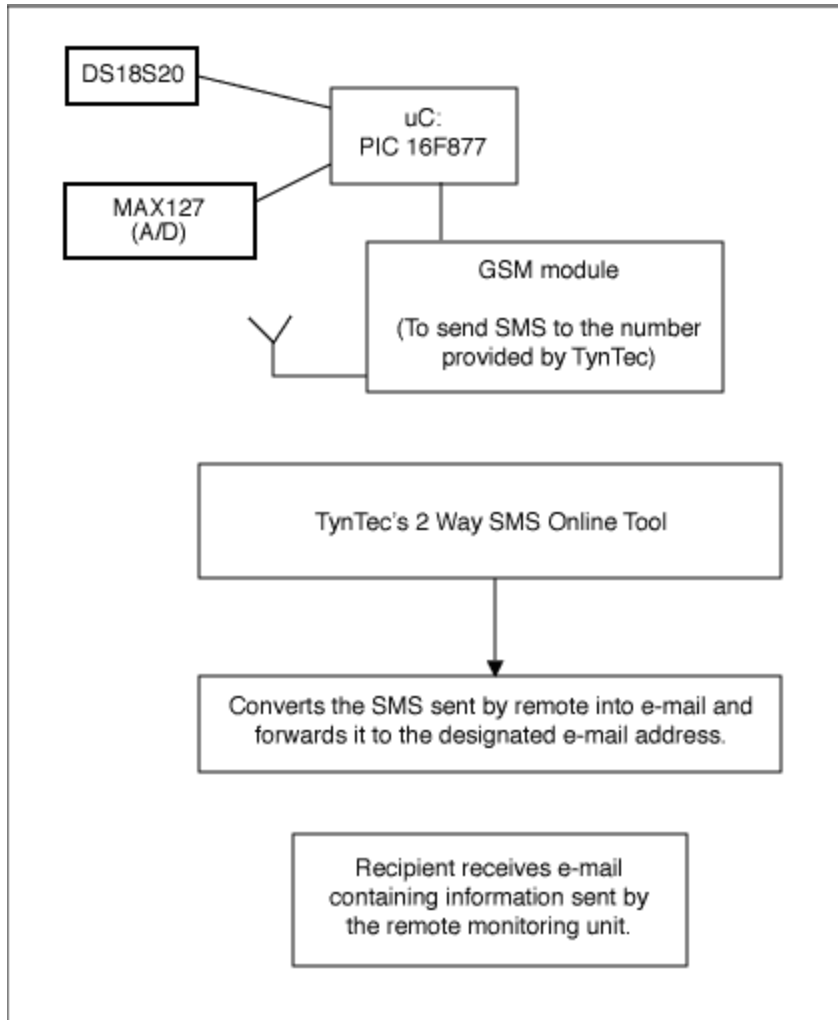 DS18S20
uC:
PIC 16F877
MAX127
(A/D)
GSM module
(To send SMS to the number
provided by TynTec)
TynTec's 2 Way SMS Online Tool
Converts the SMS sent by remote into e-mail and
forwards it to the designated e-mail address.
Recipient receives e-mail
containing information sent by
the remote monitoring unit.